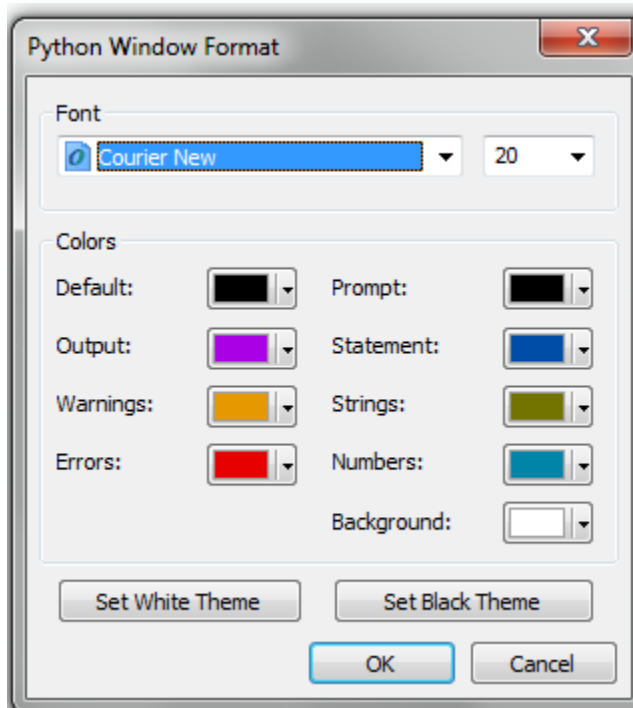 Python Window Format
Font
Courier New 20
Colors
Default: Prompt:
Output: Statement:
Warnings: Strings:
Errors: Numbers:
Background:
Set White Theme Set Black Theme
OK Cancel